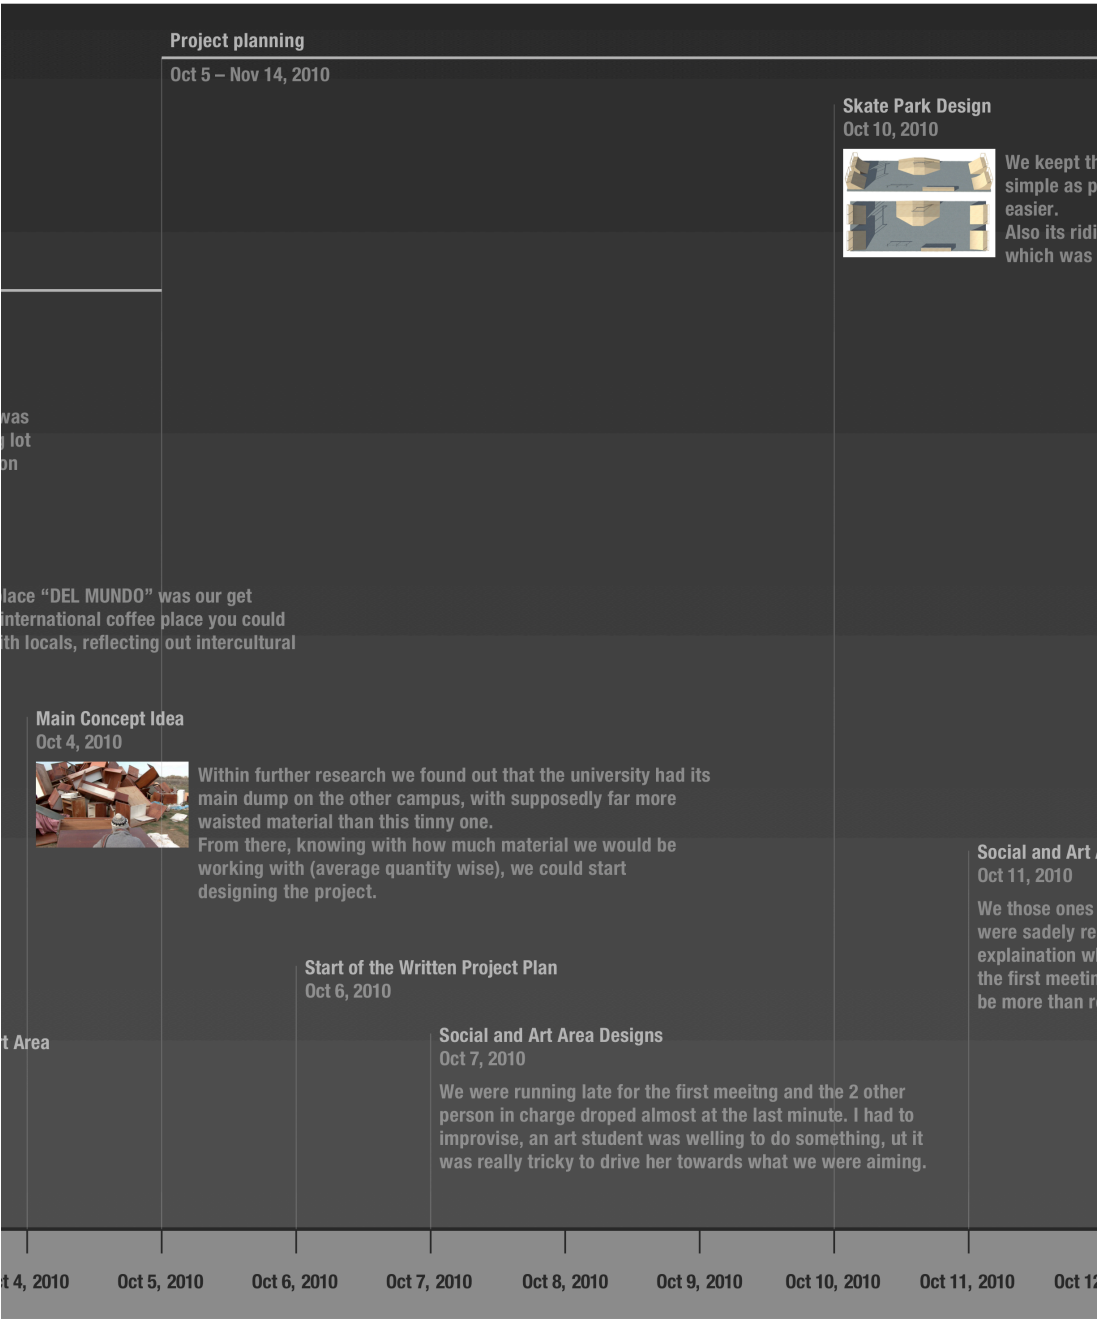 Project planning
Oct 5 – Nov 14, 2010
Skate Park Design
Oct 10, 2010
We keept th
simple as p
easier.
Also its ridi
which was
was
g lot
on
lace “DEL MUNDO” was our get
international coffee place you could
ith locals, reflecting out intercultural
Main Concept Idea
Oct 4, 2010
Within further research we found out that the university had its
main dump on the other campus, with supposedly far more
waisted material than this tinny one.
From there, knowing with how much material we would be
working with (average quantity wise), we could start
designing the project.
Social and Art
Oct 11, 2010
We those ones
were sadely re
explaination wh
the first meetin
be more than r
Start of the Written Project Plan
Oct 6, 2010
rt Area
Social and Art Area Designs
Oct 7, 2010
We were running late for the first meeitng and the 2 other
person in charge droped almost at the last minute. I had to
improvise, an art student was welling to do something, ut it
was really tricky to drive her towards what we were aiming.
t 4, 2010 Oct 5, 2010 Oct 6, 2010 Oct 7, 2010 Oct 8, 2010 Oct 9, 2010 Oct 10, 2010 Oct 11, 2010 Oct 12